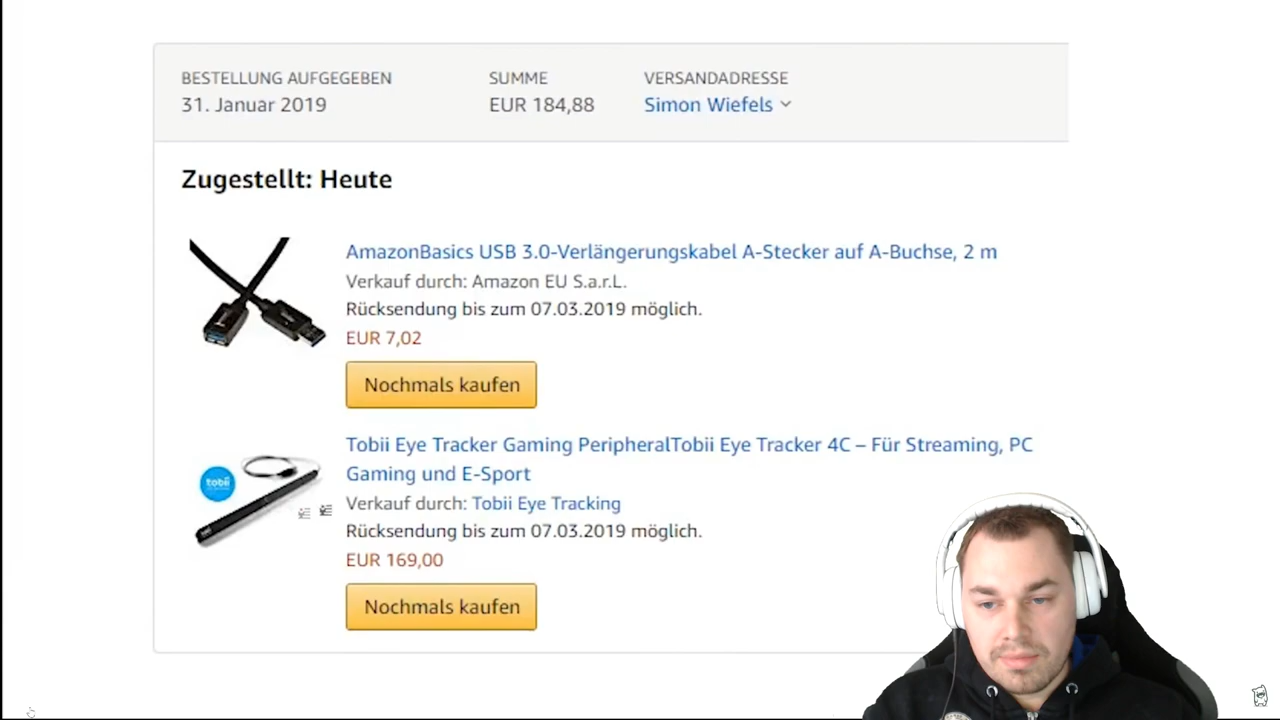 BESTELLUNG AUFGEGEBEN SUMME VERSANDADRESSE
31. Januar 2019 EUR 184,88 Simon Wiefels
Zugestellt: Heute
AmazonBasics USB 3.0-Verlängerungskabel A-Stecker auf A-Buchse, 2 m
Verkauf durch: Amazon EU S.a.r.L.
Rücksendung bis zum 07.03.2019 möglich.
EUR 7,02
Nochmals kaufen
tobii
Tobii Eye Tracker Gaming PeripheralTobii Eye Tracker 4C – Für Streaming, PC
Gaming und E-Sport
Verkauf durch: Tobii Eye Tracking
Rücksendung bis zum 07.03.2019 möglich.
EUR 169,00
Nochmals kaufen